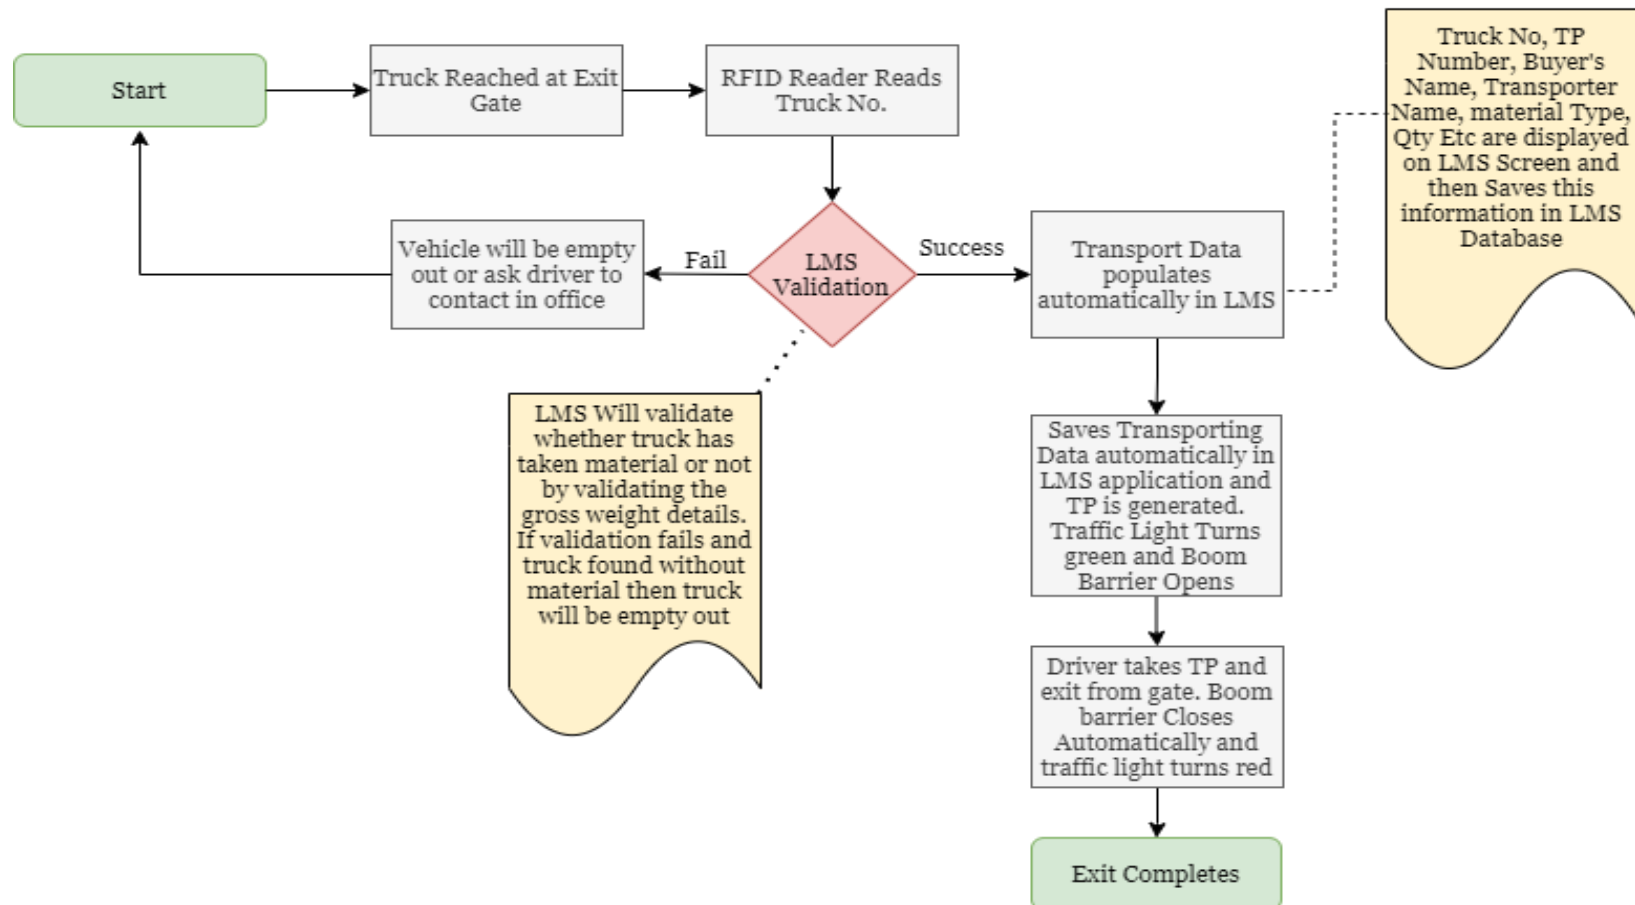 Start
Truck Reached at Exit
Gate
RFID Reader Reads
Truck No.
Truck No, TP
Number, Buyer's
Name, Transporter
Name, material Type,
Qty Etc are displayed
on LMS Screen and
then Saves this
information in LMS
Database
Vehicle will be empty
out or ask driver to
contact in office
Fail
LMS
Validation
Success
Transport Data
populates
automatically in LMS
LMS Will validate
whether truck has
taken material or not
by validating the
gross weight details.
If validation fails and
truck found without
material then truck
will be empty out
Saves Transporting
Data automatically in
LMS application and
TP is generated.
Traffic Light Turns
green and Boom
Barrier Opens
Driver takes TP and
exit from gate. Boom
barrier Closes
Automatically and
traffic light turns red
Exit Completes